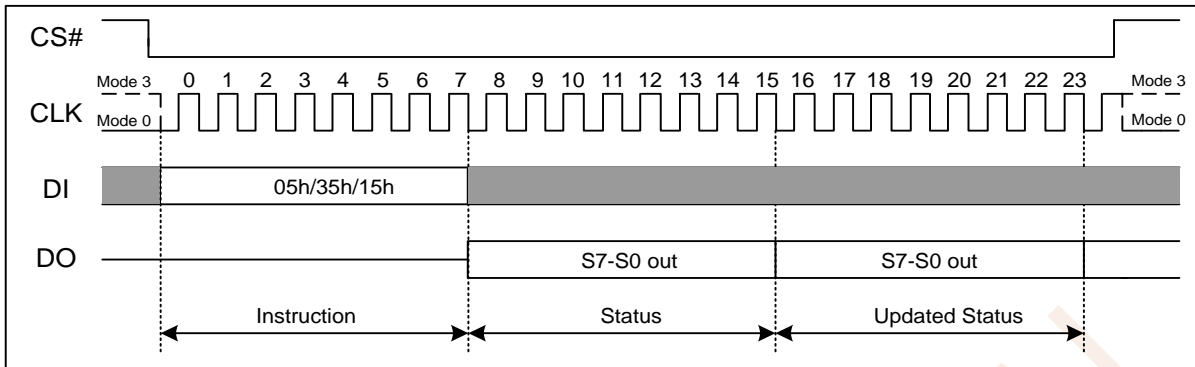 CS#
Mode 3 0 1 2 3 4 5 6 7 8 9 10 11 12 13 14 15 16 17 18 19 20 21 22 23 Mode 3
CLK
Mode 0 Mode 0
DI 05h/35h/15h
DO S7-S0 out S7-S0 out
Instruction Status Updated Status